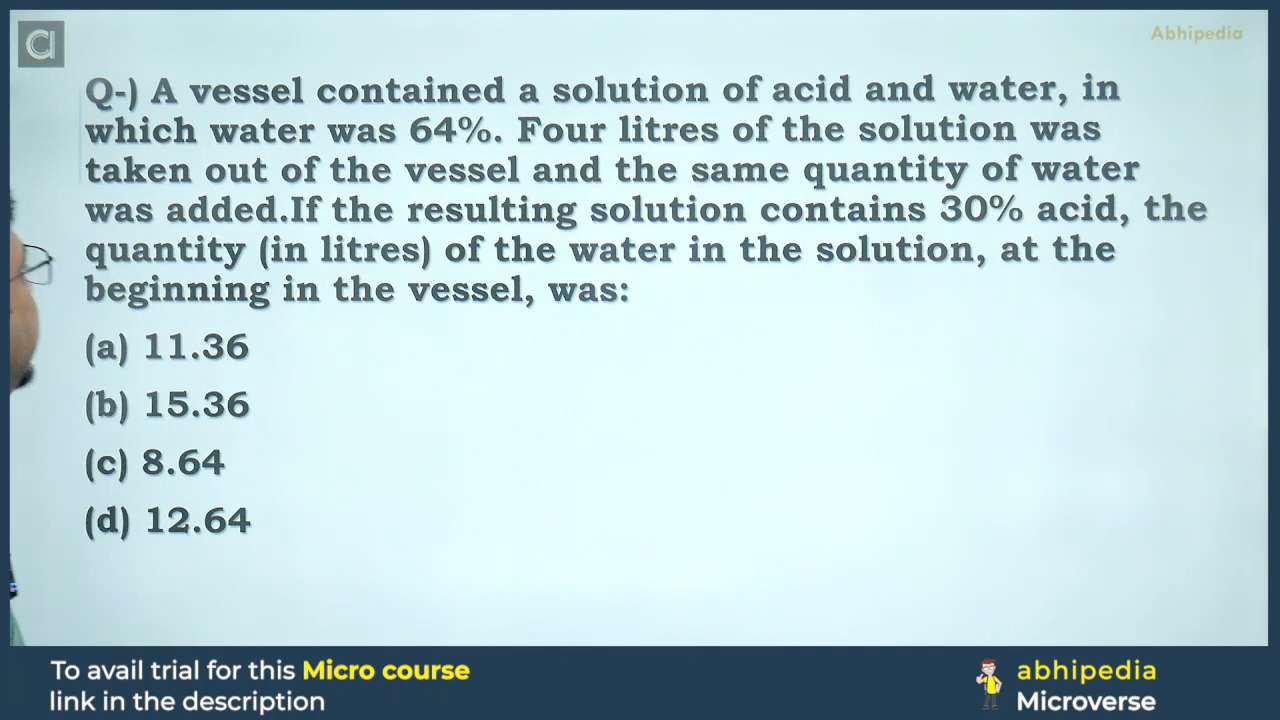 a
Abhipedia
Q-) A vessel contained a solution of acid and water, in
which water was 64%. Four litres of the solution was
taken out of the vessel and the same quantity of water
was added.If the resulting solution contains 30% acid, the
quantity (in litres) of the water in the solution, at the
beginning in the vessel, was:
(a) 11.36
(b) 15.36
(c) 8.64
(d) 12.64
To avail trial for this Micro course
link in the description
abhipedia
Microverse